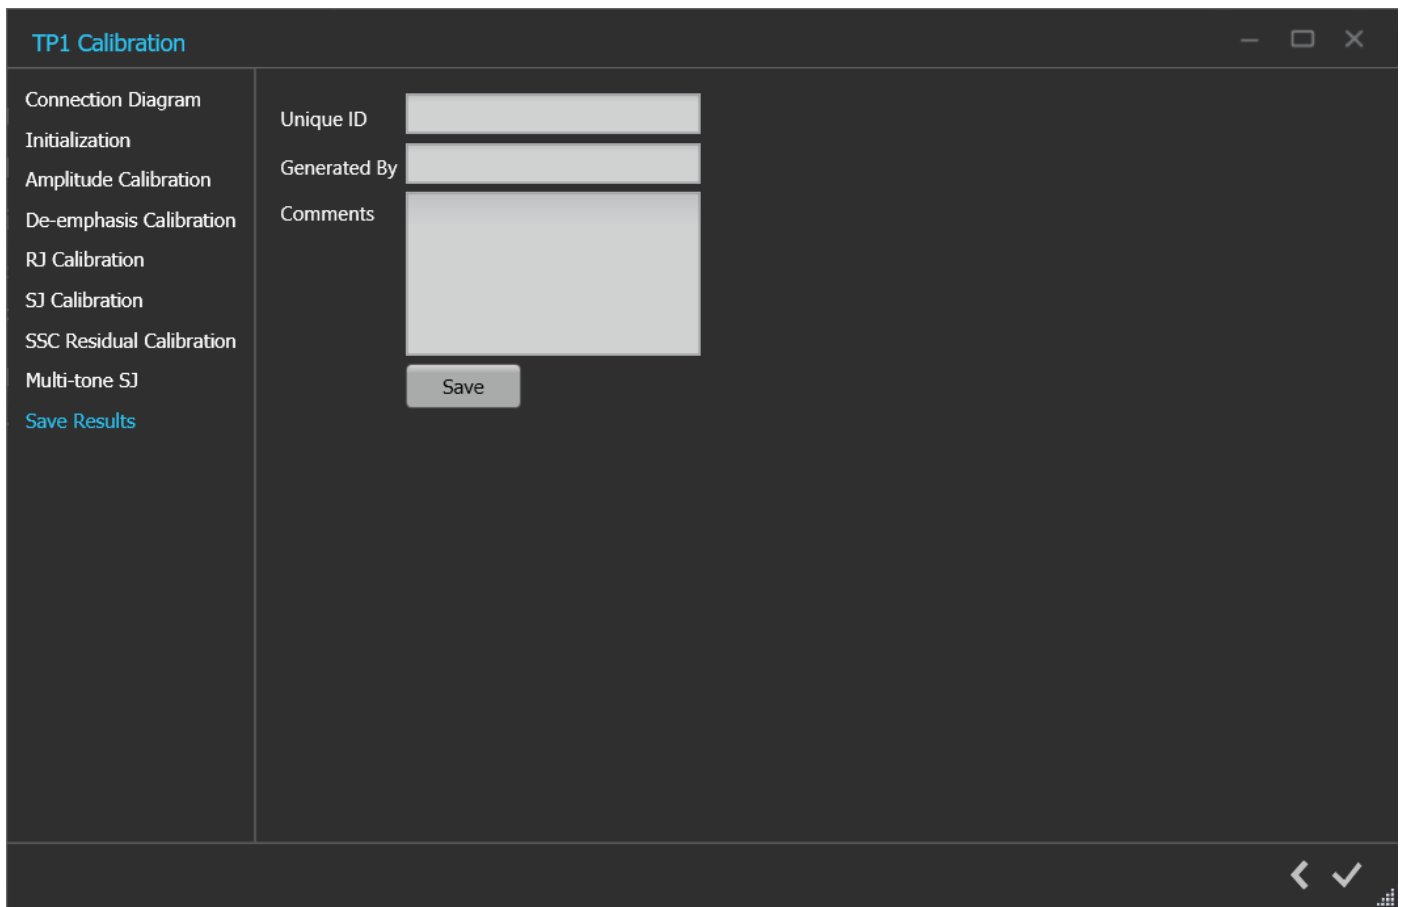 TP1 Calibration
Connection Diagram
Initialization
Amplitude Calibration
De-emphasis Calibration
RJ Calibration
SJ Calibration
SSC Residual Calibration
Multi-tone SJ
Save Results
Unique ID
Generated By
Comments
Save